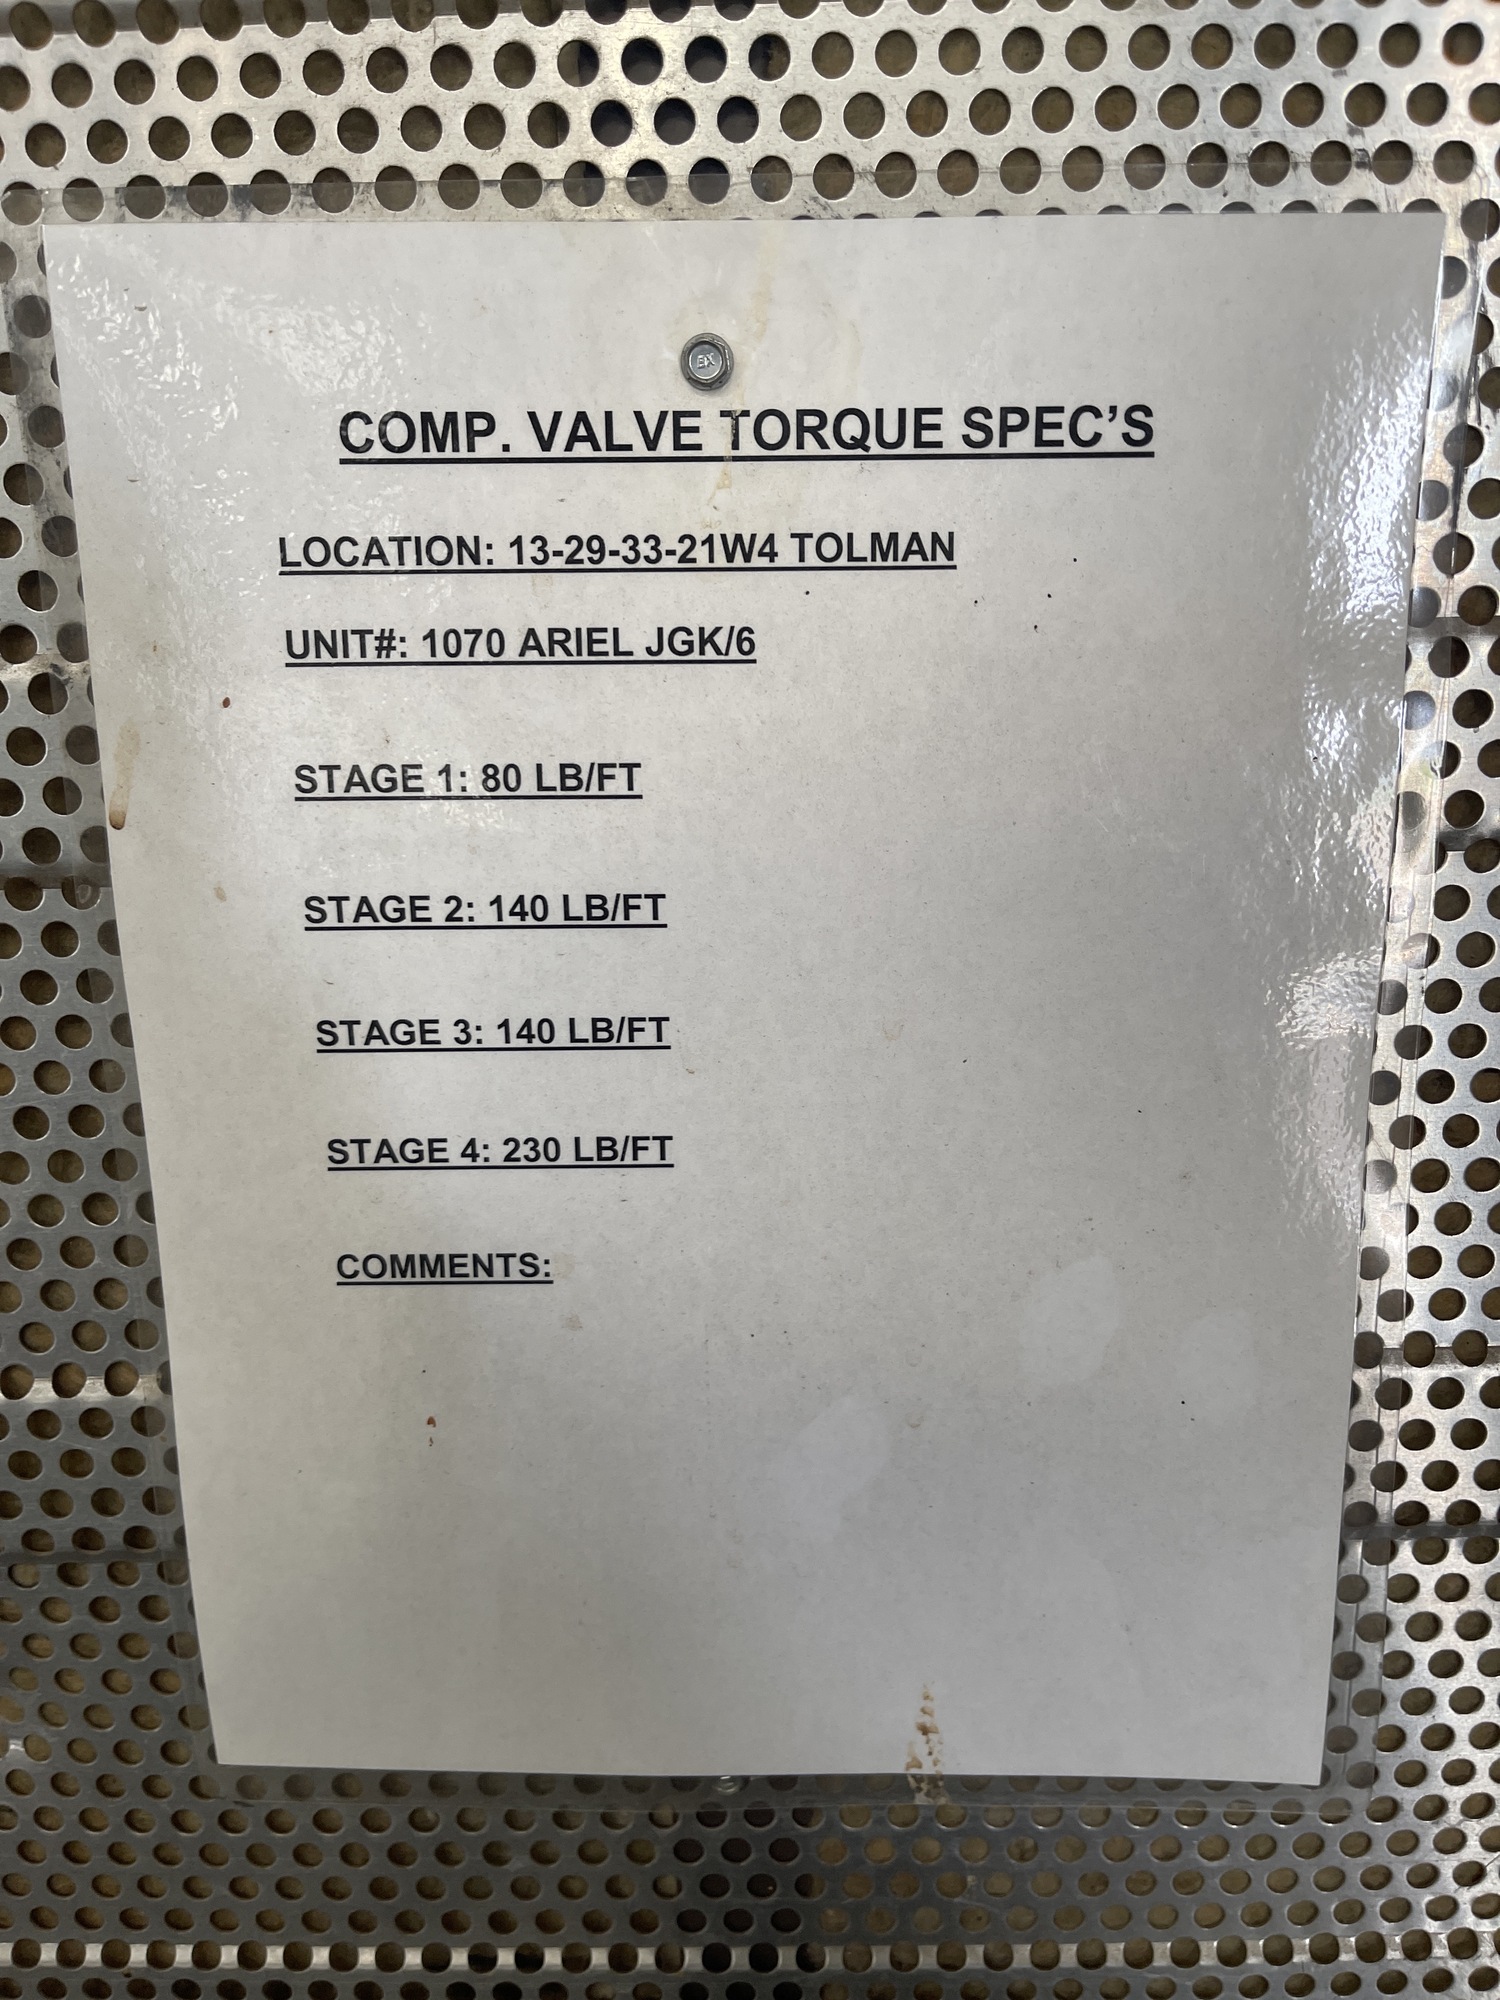 COMP. VALVE TORQUE SPEC'S
LOCATION: 13-29-33-21W4 TOLMAN
UNIT#: 1070 ARIEL JGK/6
STAGE 1: 80 LB/FT
STAGE 2: 140 LB/FT
STAGE 3: 140 LB/FT
STAGE 4: 230 LB/FT
COMMENTS: